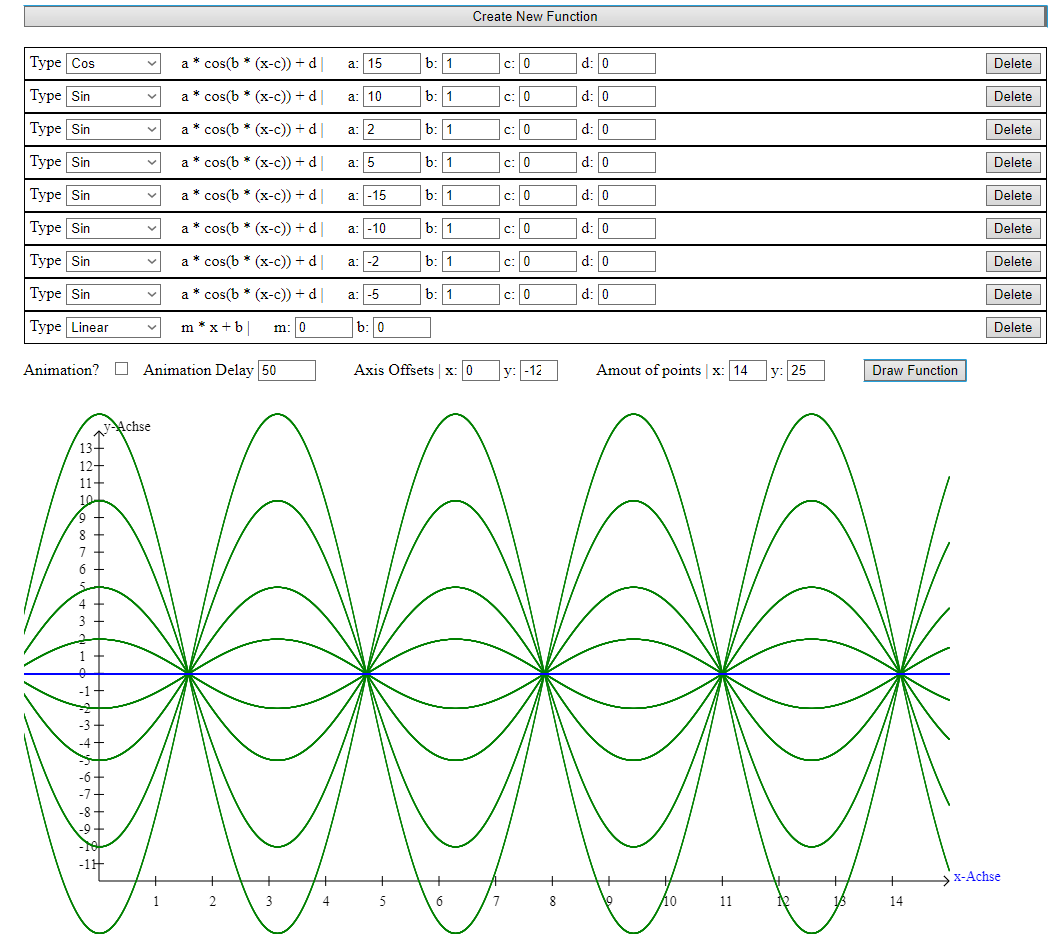 Create New Function
Type Cos a * cos(b * (x-c)) + d | a: 15 b: 1 c: 0 d: 0 Delete
Type Sin a * cos(b * (x-c)) + d | a: 10 b: 1 c: 0 d: 0 Delete
Type Sin a * cos(b * (x-c)) + d | a: 2 b: 1 c: 0 d: 0 Delete
Type Sin a * cos(b * (x-c)) + d | a: 5 b: 1 c: 0 d: 0 Delete
Type Sin a * cos(b * (x-c)) + d | a: -15 b: 1 c: 0 d: 0 Delete
Type Sin a * cos(b * (x-c)) + d | a: -10 b: 1 c: 0 d: 0 Delete
Type Sin a * cos(b * (x-c)) + d | a: -2 b: 1 c: 0 d: 0 Delete
Type Sin a * cos(b * (x-c)) + d | a: -5 b: 1 c: 0 d: 0 Delete
Type Linear m * x + b | m: 0 b: 0 Delete
Animation? Animation Delay 50 Axis Offsets | x: 0 y: -12 Amout of points | x: 14 y: 25 Draw Function
y-Achse
13
12
11
10
9
8
7
6
5
4
3
2
1
0
-1
-2
-3
-4
-5
-6
-7
-8
-9
-10
-11
x-Achse
1 2 3 4 5 6 7 8 9 10 11 12 13 14